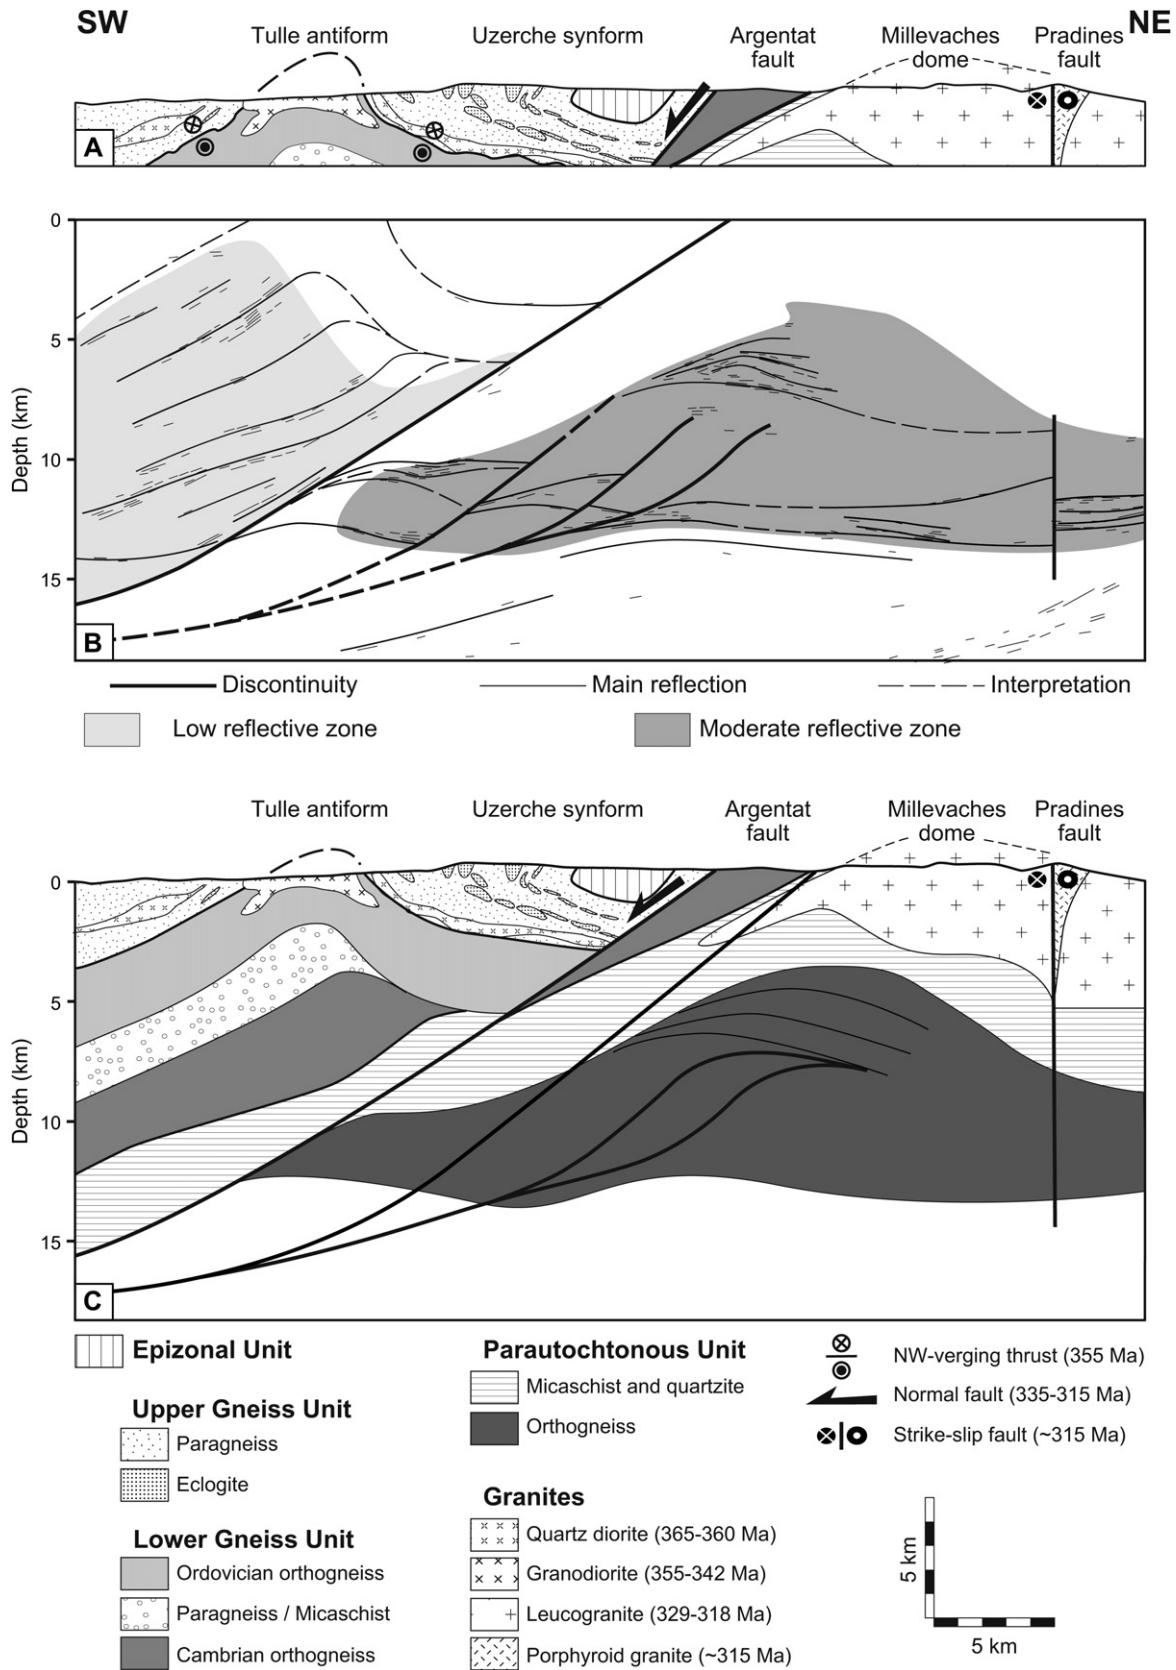 SW
NE
Tulle antiform
Uzerche synform
Argentat
fault
Millevaches
dome
Pradines
fault
A
0
5
10
15
Depth (km)
B
Discontinuity
Main reflection
Interpretation
Low reflective zone
Moderate reflective zone
Tulle antiform
Uzerche synform
Argentat
fault
Millevaches
dome
Pradines
fault
0
5
10
15
Depth (km)
C
Epizonal Unit
Upper Gneiss Unit
Paragneiss
Eclogite
Lower Gneiss Unit
Ordovician orthogneiss
Paragneiss / Micaschist
Cambrian orthogneiss
Parautochtonous Unit
Micaschist and quartzite
Orthogneiss
Granites
Quartz diorite (365-360 Ma)
Granodiorite (355-342 Ma)
Leucogranite (329-318 Ma)
Porphyroid granite (~315 Ma)
NW-verging thrust (355 Ma)
Normal fault (335-315 Ma)
Strike-slip fault (~315 Ma)
5 km
5 km